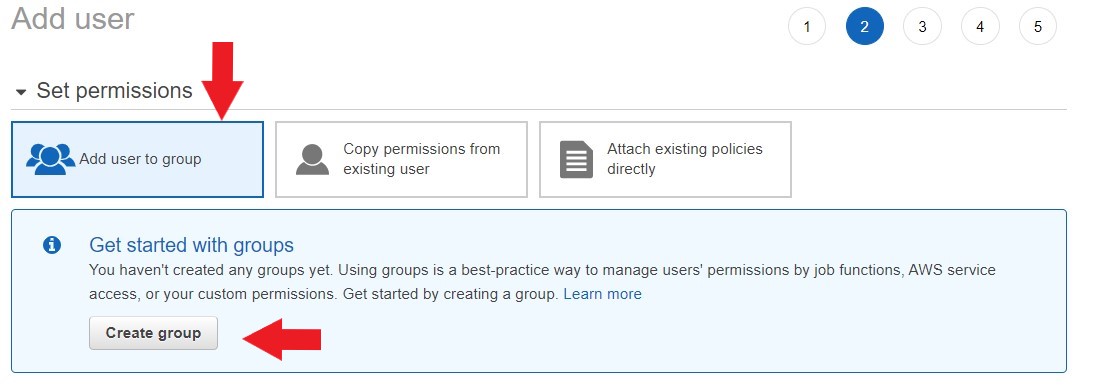 Add user
1 2 3 4 5
Set permissions
Add user to group
Copy permissions from
existing user
Attach existing policies
directly
Get started with groups
You haven't created any groups yet. Using groups is a best-practice way to manage users' permissions by job functions, AWS service
access, or your custom permissions. Get started by creating a group. Learn more
Create group